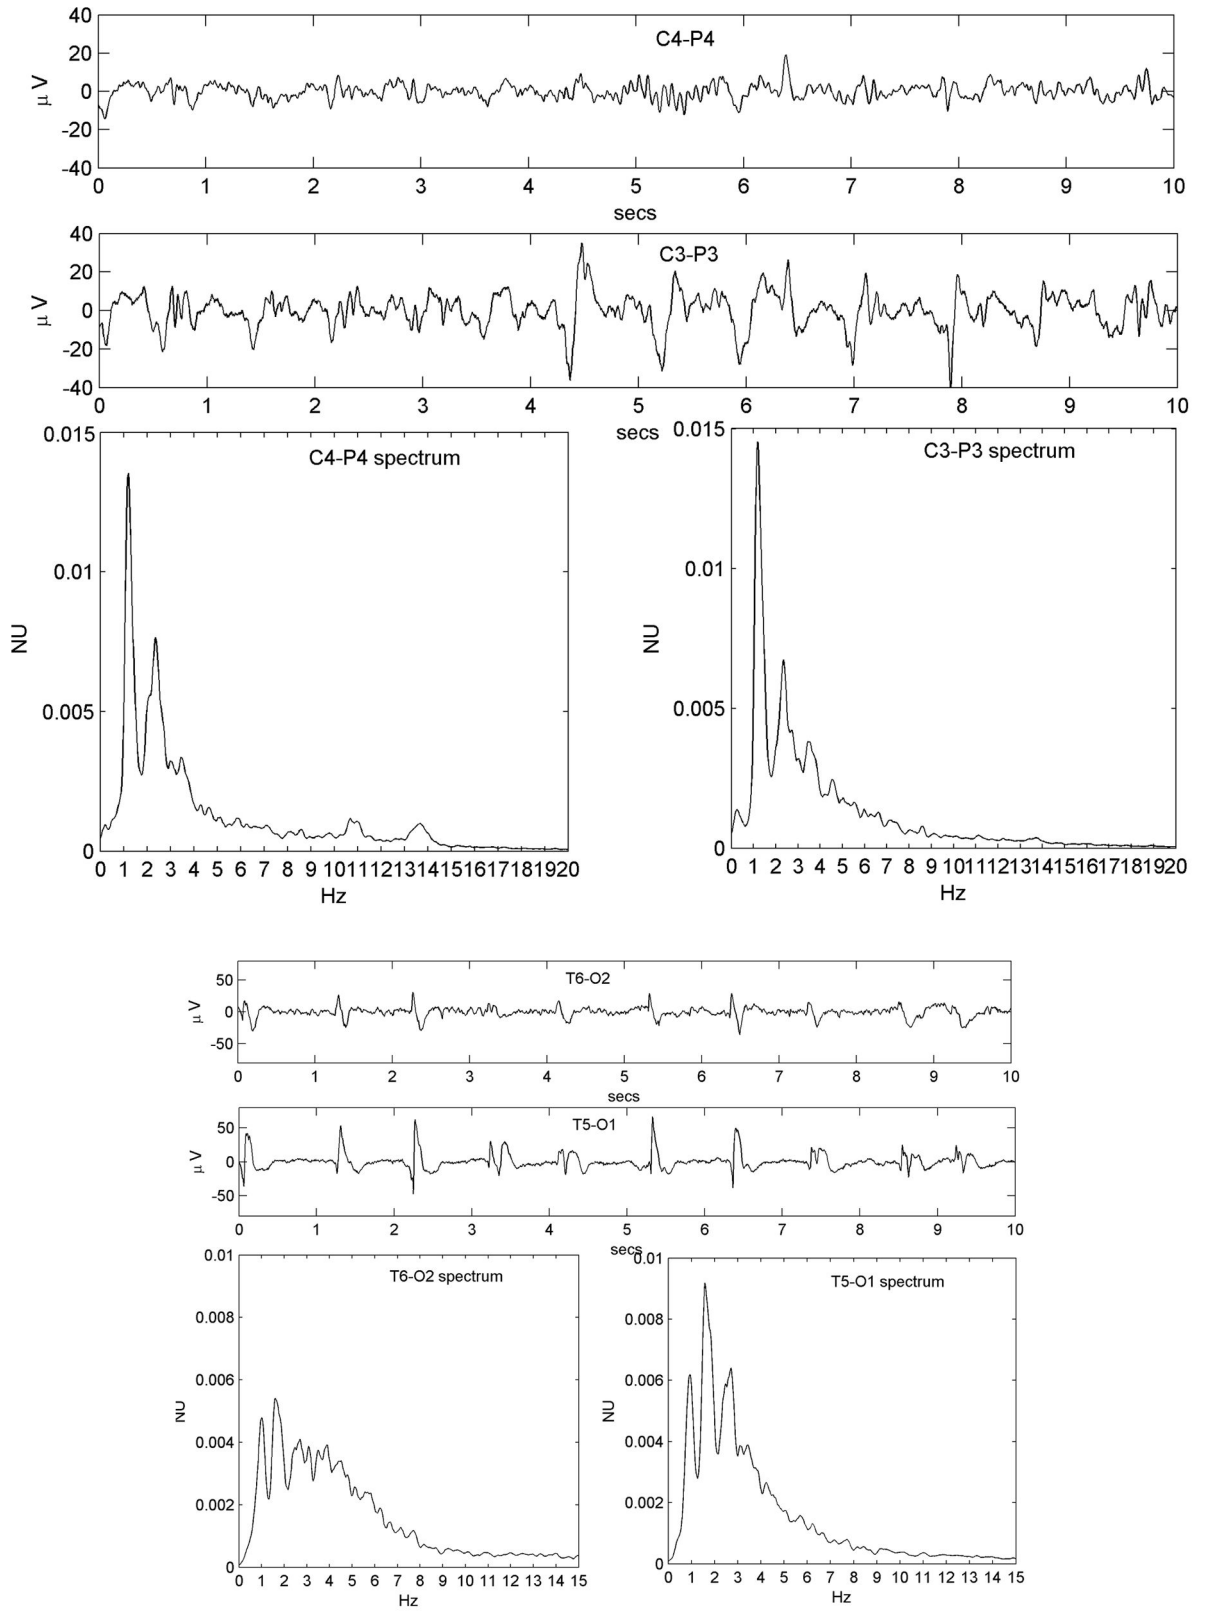 40
20
0
-20
-40
μ V
C4-P4
0 1 2 3 4 5 6 7 8 9 10
secs
40
20
0
-20
-40
μ V
C3-P3
0 1 2 3 4 5 6 7 8 9 10
secs
0.015
0.01
0.005
0
NU
C4-P4 spectrum
0 1 2 3 4 5 6 7 8 9 1011121314151617181920
Hz
0.015
0.01
0.005
0
NU
C3-P3 spectrum
0 1 2 3 4 5 6 7 8 9 1011121314151617181920
Hz
50
0
-50
μ V
T6-O2
0 1 2 3 4 5 6 7 8 9 10
secs
50
0
-50
μ V
T5-O1
0 1 2 3 4 5 6 7 8 9 10
secs
0.01
0.008
0.006
0.004
0.002
0
NU
T6-O2 spectrum
0 1 2 3 4 5 6 7 8 9 10 11 12 13 14 15
Hz
0.01
0.008
0.006
0.004
0.002
0
NU
T5-O1 spectrum
0 1 2 3 4 5 6 7 8 9 10 11 12 13 14 15
Hz